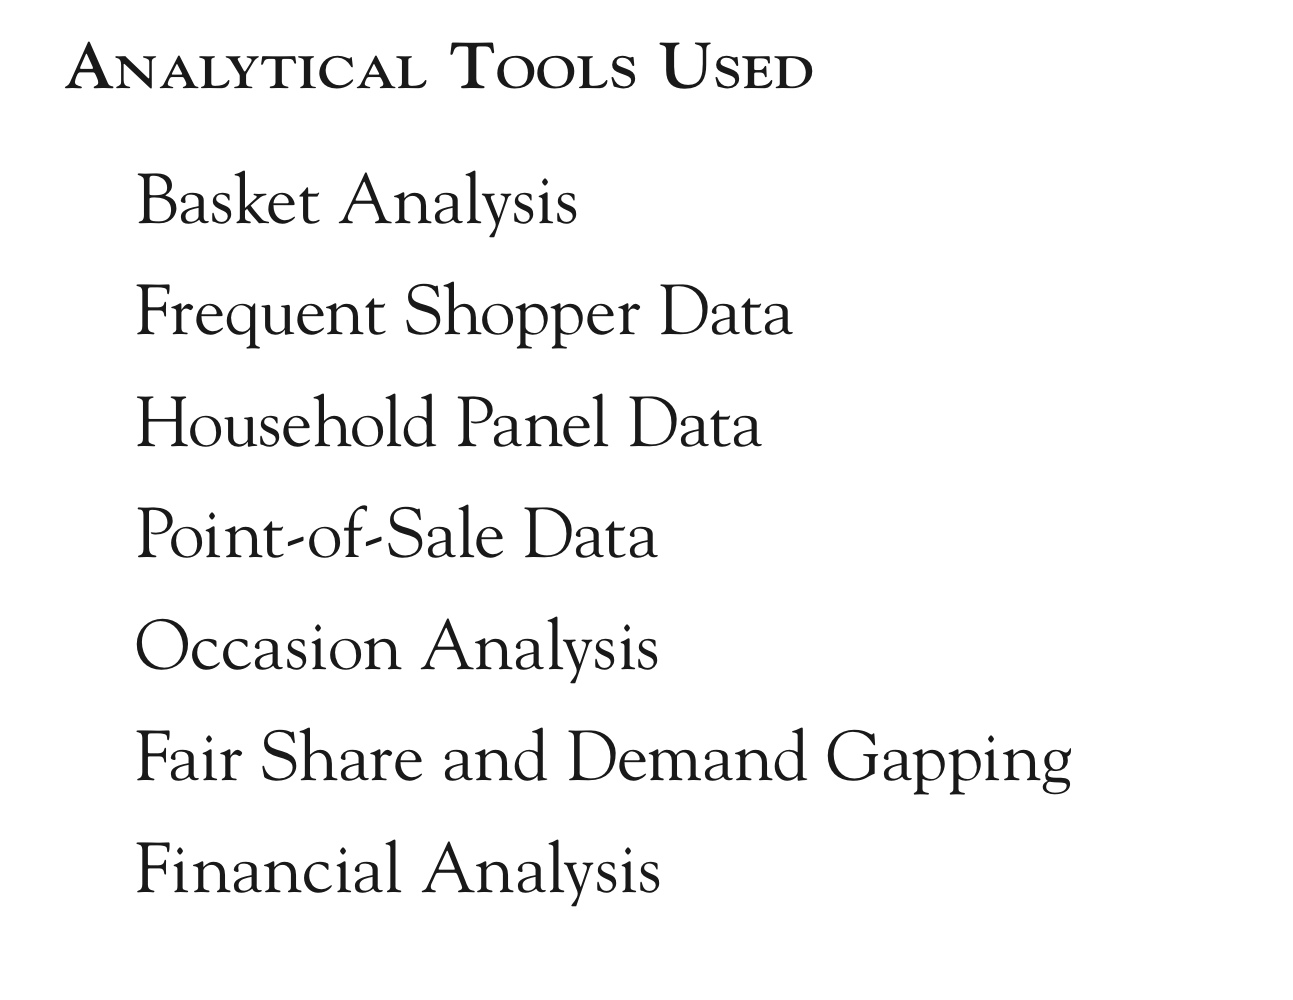 Analytical Tools Used
Basket Analysis
Frequent Shopper Data
Household Panel Data
Point-of-Sale Data
Occasion Analysis
Fair Share and Demand Gapping
Financial Analysis